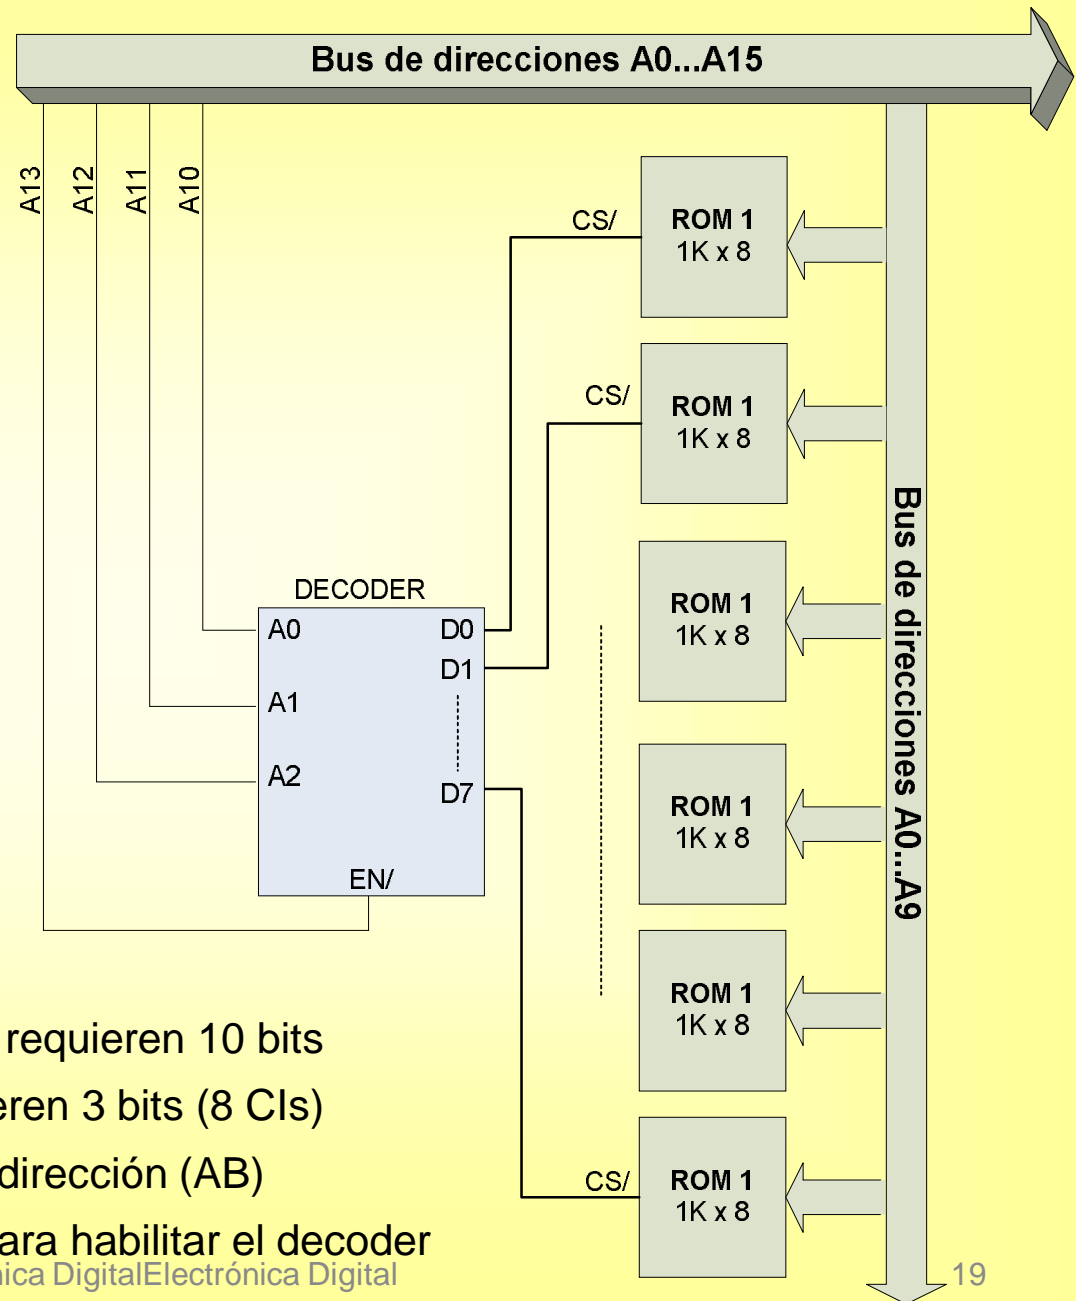 Bus de direcciones A0...A15
A13
A12
A11
A10
CS/
ROM 1
1K x 8
CS/
ROM 1
1K x 8
ROM 1
1K x 8
ROM 1
1K x 8
ROM 1
1K x 8
CS/
ROM 1
1K x 8
Bus de direcciones A0...A9
DECODER
A0
A1
A2
D0
D1
D7
EN/
requieren 10 bits
eren 3 bits (8 CIs)
dirección (AB)
ara habilitar el decoder
nica DigitalElectrónica Digital
19